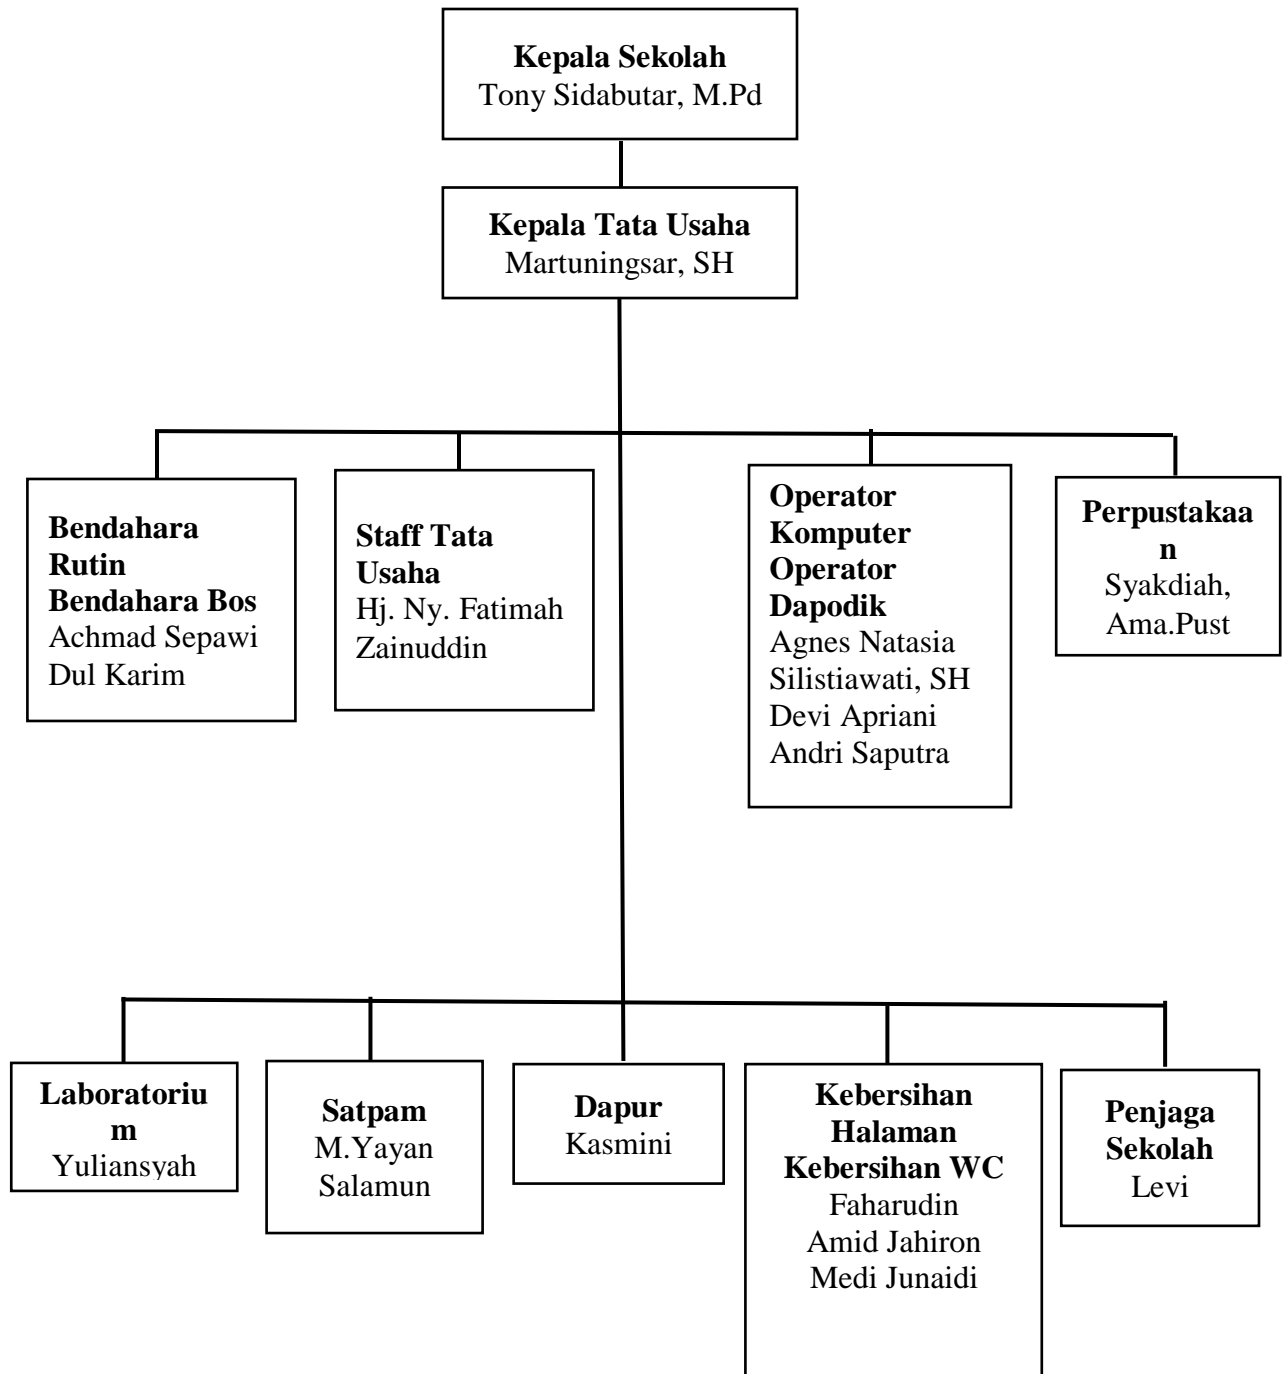 Kepala Sekolah
Tony Sidabutar, M.Pd
Kepala Tata Usaha
Martuningsar, SH
Bendahara
Rutin
Bendahara Bos
Achmad Sepawi
Dul Karim
Staff Tata
Usaha
Hj. Ny. Fatimah
Zainuddin
Operator
Komputer
Operator
Dapodik
Agnes Natasia
Silistiawati, SH
Devi Apriani
Andri Saputra
Perpustakaa
n
Syakdiah,
Ama.Pust
Laboratoriu
m
Yuliansyah
Satpam
M.Yayan
Salamun
Dapur
Kasmini
Kebersihan
Halaman
Kebersihan WC
Faharudin
Amid Jahiron
Medi Junaidi
Penjaga
Sekolah
Levi